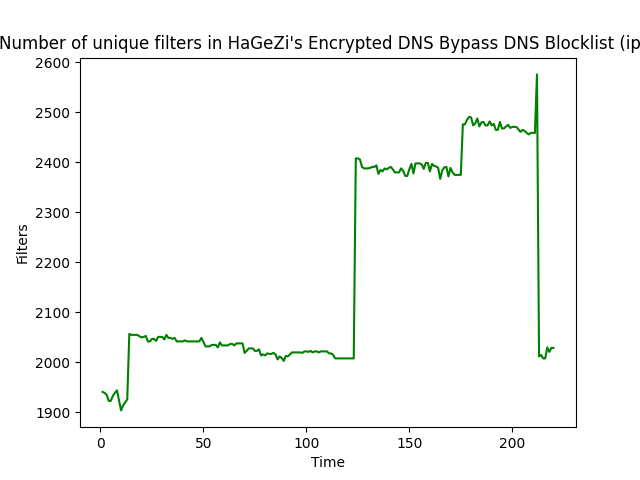 Number of unique filters in HaGeZi's Encrypted DNS Bypass DNS Blocklist (ip
2600
2500
2400
2300
2200
2100
2000
1900
Filters
0 50 100 150 200
Time